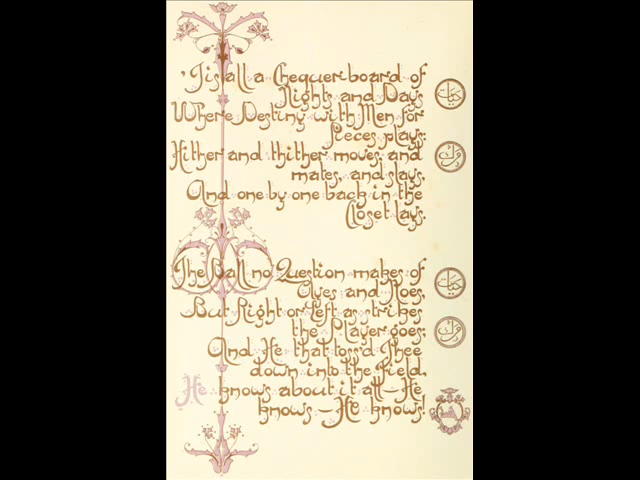 'Tis all a Chequer-board of
Nights and Days
Where Destiny with Men for
Pieces plays:
Hither and thither moves, and
mates, and slays,
And one by one back in the
Closet lays.
The Ball no Question makes of
Ayes and Noes,
But Right or Left as strikes
the Player goes;
And He that toss'd Thee
down into the Field,
He knows about it all — He
knows — He knows!